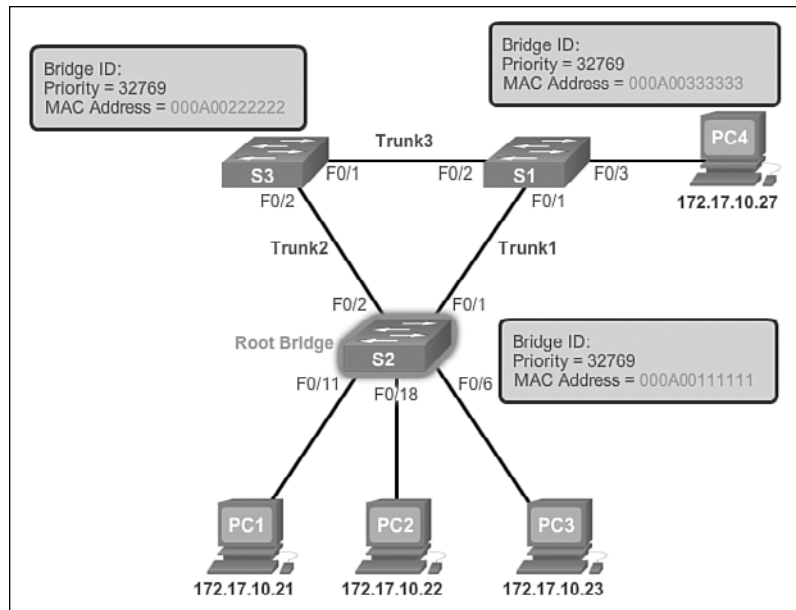 Bridge ID:
Priority = 32769
MAC Address = 000A00333333
Bridge ID:
Priority = 32769
MAC Address = 000A00222222
Trunk3
PC4
S3
F0/1
F0/2
S1
F0/3
F0/2
F0/1
172.17.10.27
Trunk2
Trunk1
F0/2
F0/1
Root Bridge
S2
Bridge ID:
Priority = 32769
MAC Address = 000A00111111
F0/11
F0/18
F0/6
PC1
PC2
PC3
172.17.10.21
172.17.10.22
172.17.10.23